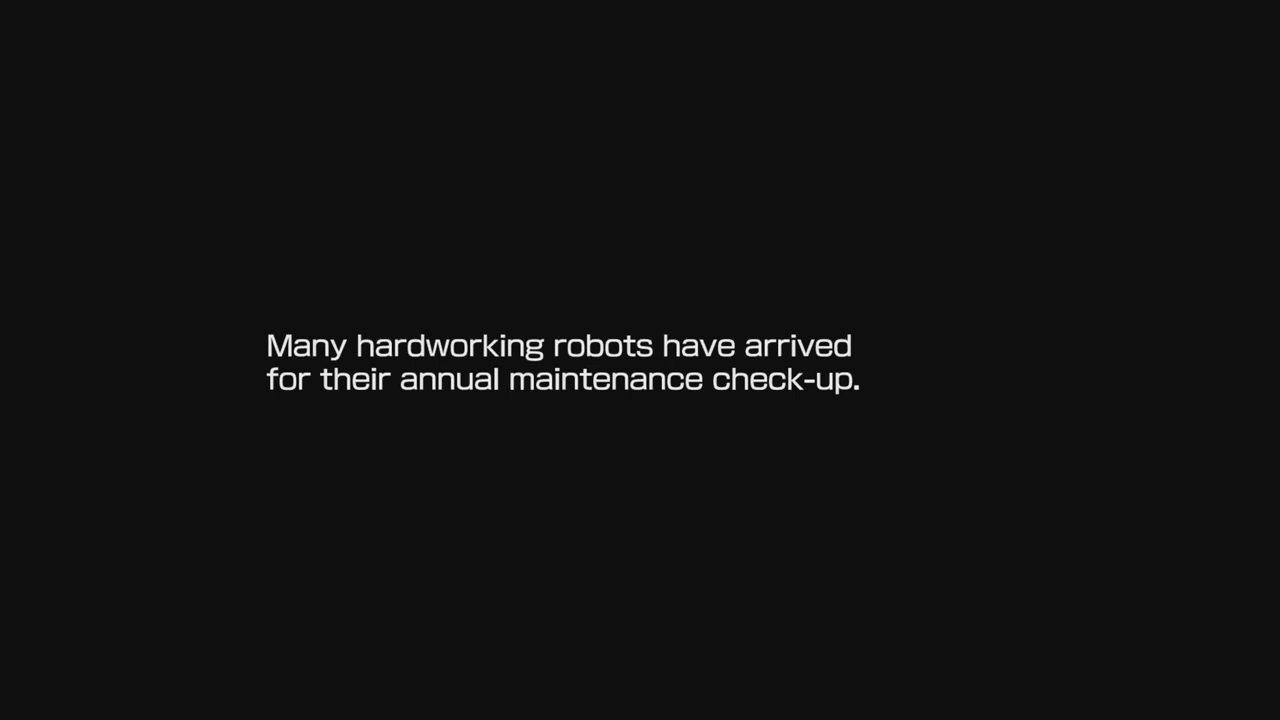 Many hardworking robots have arrived
for their annual maintenance check-up.